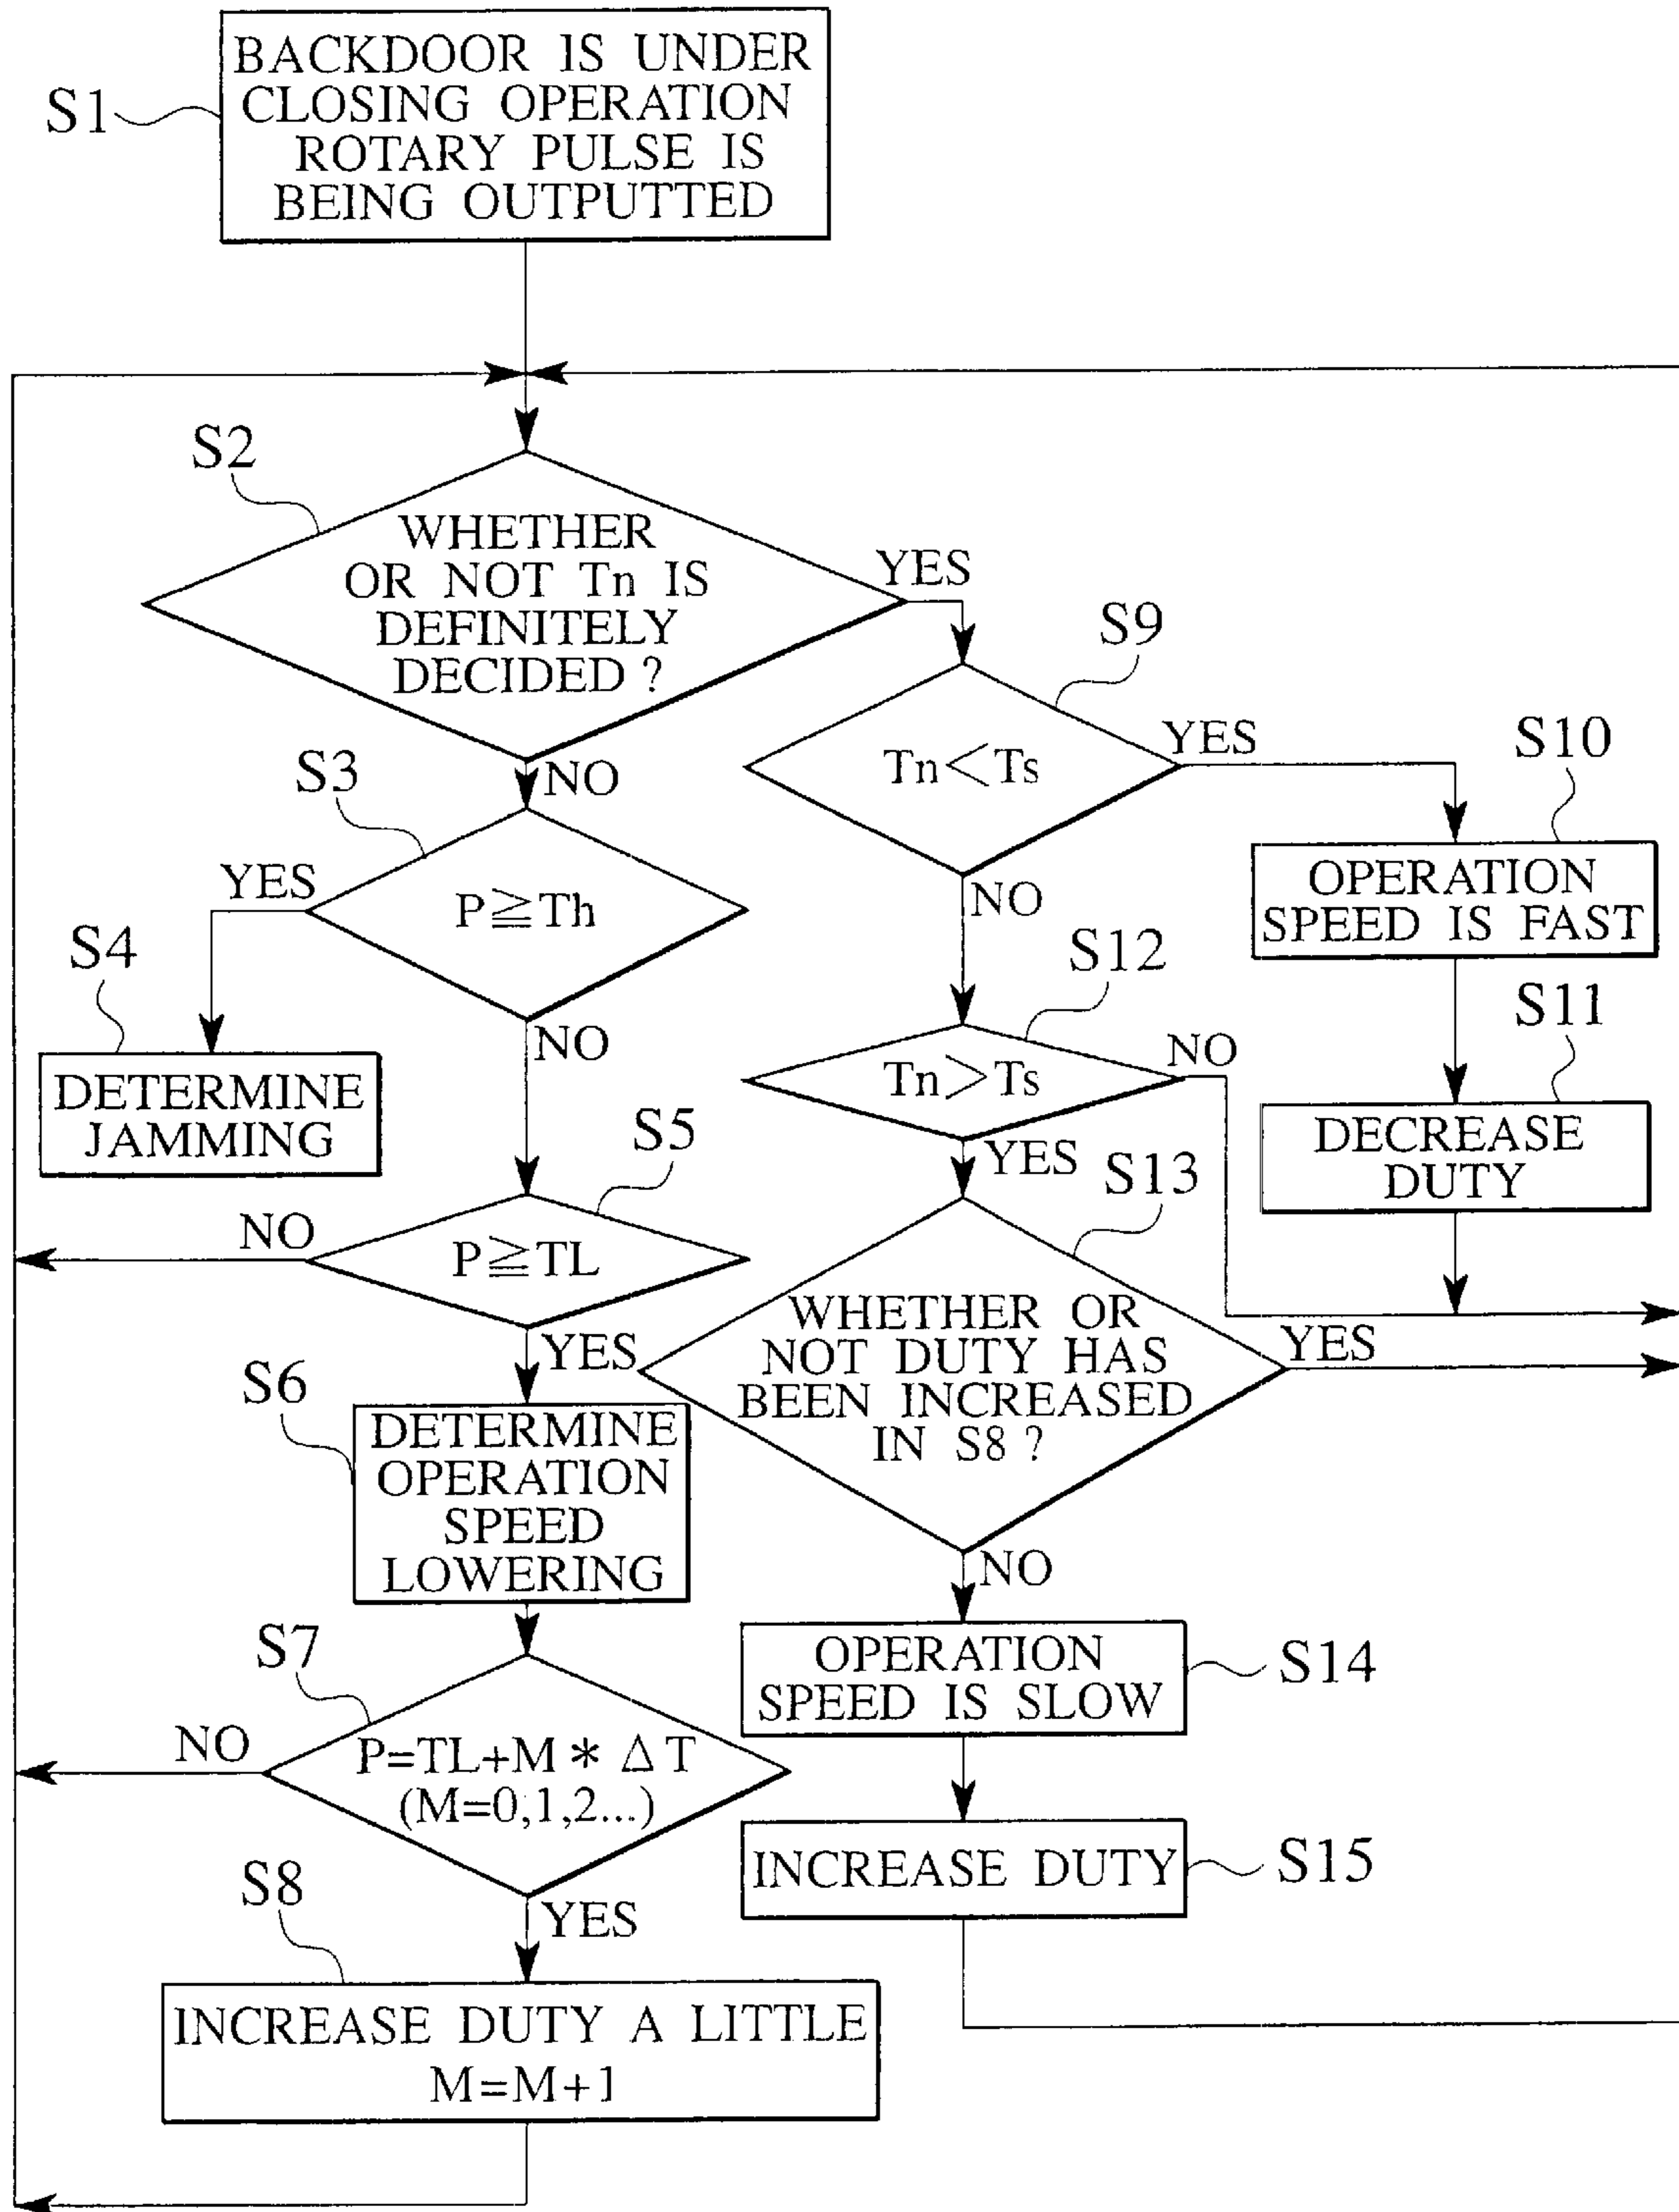 S1
BACKDOOR IS UNDER
CLOSING OPERATION
ROTARY PULSE IS
BEING OUTPUTTED
S2
WHETHER
OR NOT Tn IS
DEFINITELY
DECIDED ?
YES
NO
S3
P≧Th
YES
NO
S4
DETERMINE
JAMMING
S5
P≧TL
NO
YES
S6
DETERMINE
OPERATION
SPEED
LOWERING
S7
P=TL+M * Δ T
(M=0,1,2...)
NO
YES
S8
INCREASE DUTY A LITTLE
M=M+1
S9
Tn<Ts
YES
NO
S10
OPERATION
SPEED IS FAST
S11
DECREASE
DUTY
S12
Tn>Ts
NO
YES
S13
WHETHER OR
NOT DUTY HAS
BEEN INCREASED
IN S8 ?
YES
NO
OPERATION
SPEED IS SLOW
S14
INCREASE DUTY
S15